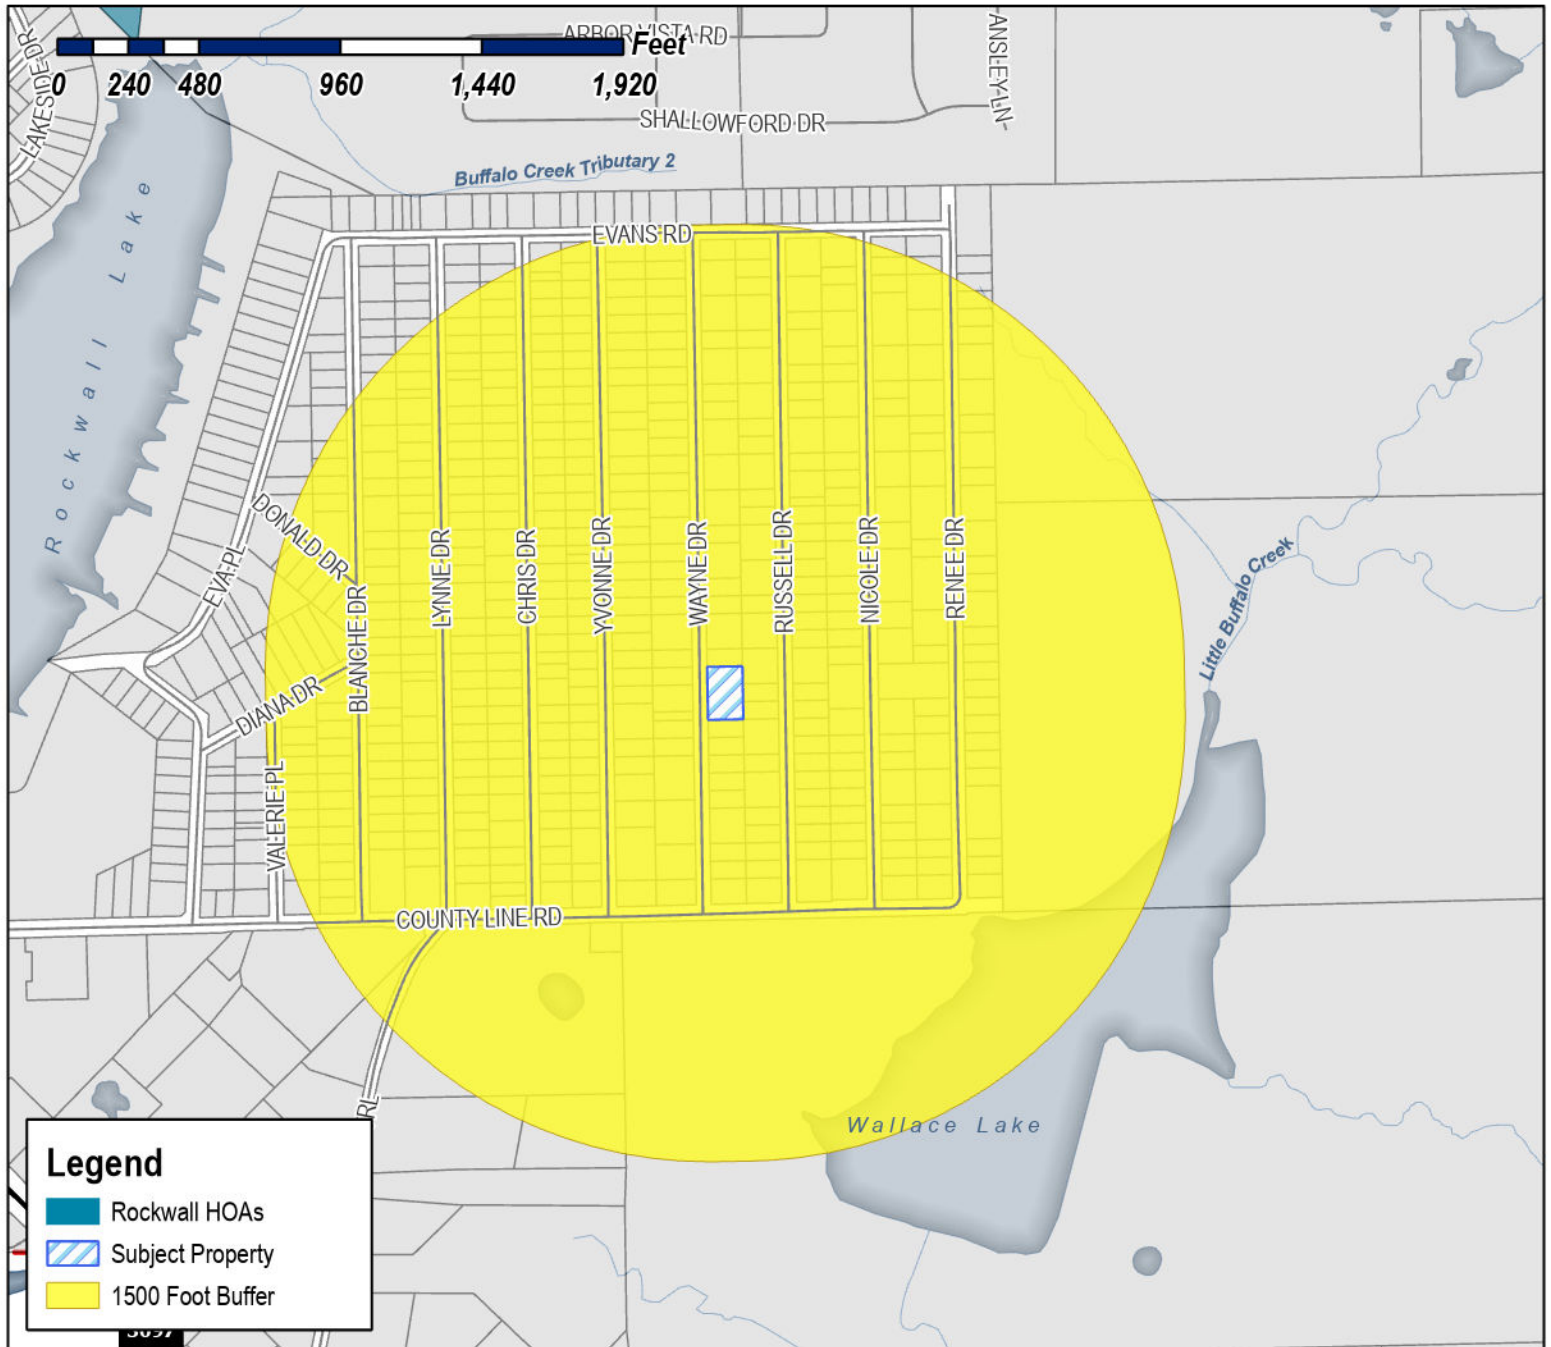 ARBOR VISTA RD
Feet
0 240 480 960 1,440 1,920
LAKESIDE DR
ANSLEY LN
SHALLOWFORD DR
Buffalo Creek Tributary 2
Rockwall Lake
EVANS RD
DONALD DR
EVA PL
BLANCHE DR
LYNNE DR
CHRIS DR
YVONNE DR
WAYNE DR
RUSSELL DR
NICOLE DR
RENEE DR
Little Buffalo Creek
DIANA DR
VALERIE PL
COUNTY LINE RD
RL
Wallace Lake
Legend
Rockwall HOAs
Subject Property
1500 Foot Buffer